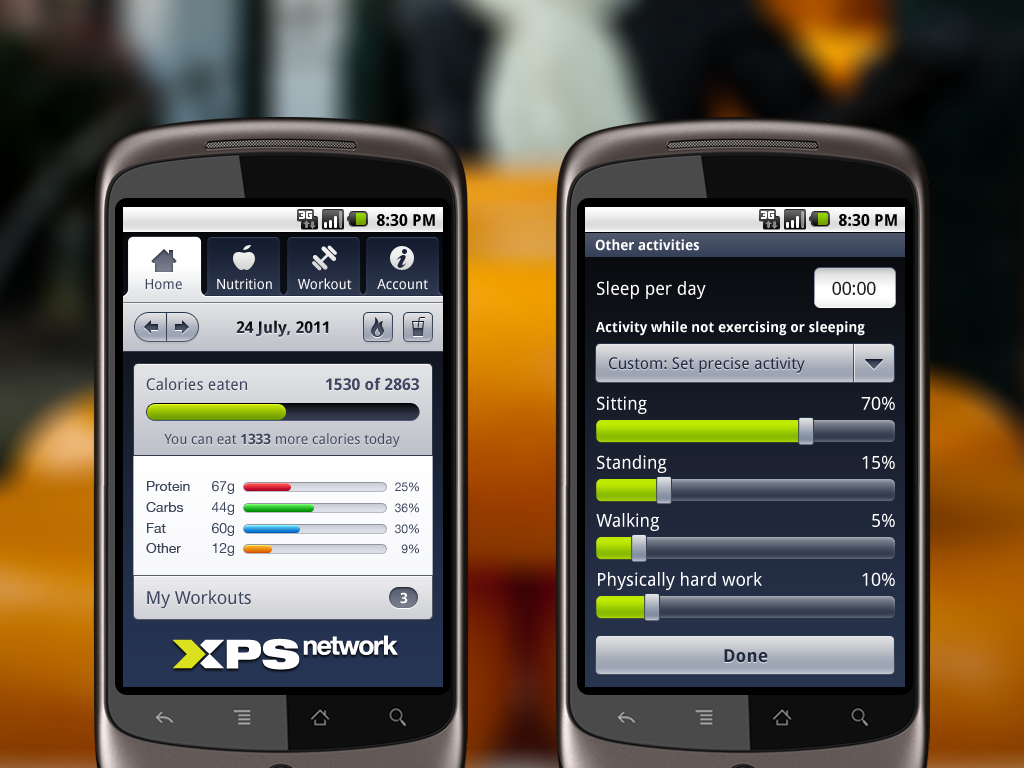 3G 8:30 PM
Home Nutrition Workout Account
24 July, 2011
Calories eaten 1530 of 2863
You can eat 1333 more calories today
Protein 67g 25%
Carbs 44g 36%
Fat 60g 30%
Other 12g 9%
My Workouts 3
XPS network
3G 8:30 PM
Other activities
Sleep per day 00:00
Activity while not exercising or sleeping
Custom: Set precise activity
Sitting 70%
Standing 15%
Walking 5%
Physically hard work 10%
Done